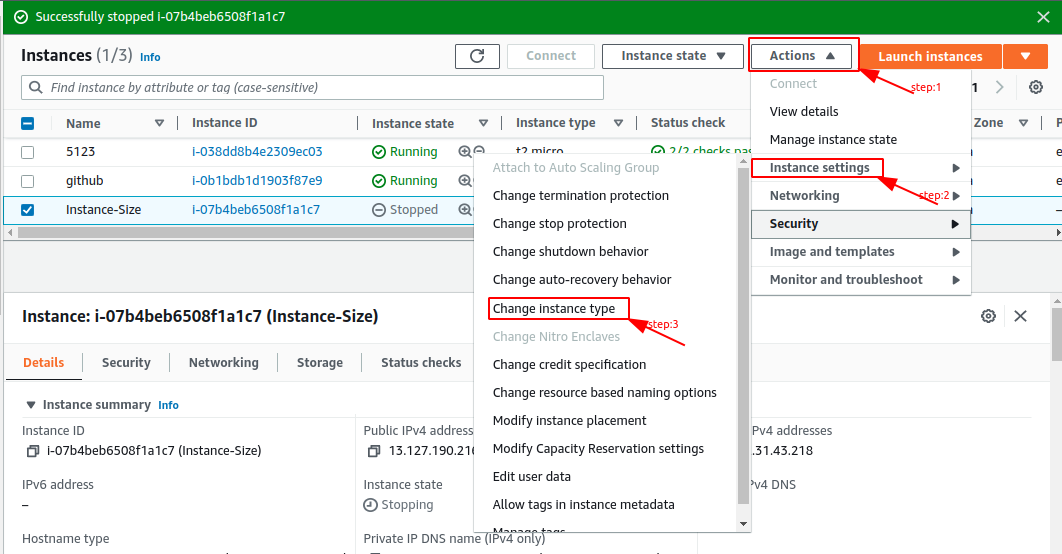 Successfully stopped i-07b4beb6508f1a1c7
Instances (1/3) Info
Connect
Instance state
Actions
Launch instances
Find instance by attribute or tag (case-sensitive)
step:1
1
Name
Instance ID
Instance state
Instance type
Status check
Zone
5123
i-038dd8b4e2309ec03
Running
t2.micro
2/2 checks pas
github
i-0b1bdb1d1903f87e9
Running
Instance-Size
i-07b4beb6508f1a1c7
Stopped
Connect
View details
Manage instance state
Instance settings
Networking
step:2
Security
Image and templates
Monitor and troubleshoot
Attach to Auto Scaling Group
Change termination protection
Change stop protection
Change shutdown behavior
Change auto-recovery behavior
Change instance type
step:3
Change Nitro Enclaves
Change credit specification
Change resource based naming options
Modify instance placement
Modify Capacity Reservation settings
Edit user data
Allow tags in instance metadata
Manage tags
Instance: i-07b4beb6508f1a1c7 (Instance-Size)
Details
Security
Networking
Storage
Status checks
Instance summary Info
Instance ID
i-07b4beb6508f1a1c7 (Instance-Size)
Public IPv4 address
13.127.190.216
IPv4 addresses
.31.43.218
IPv6 address
–
Instance state
Stopping
IPv4 DNS
Hostname type
Private IP DNS name (IPv4 only)